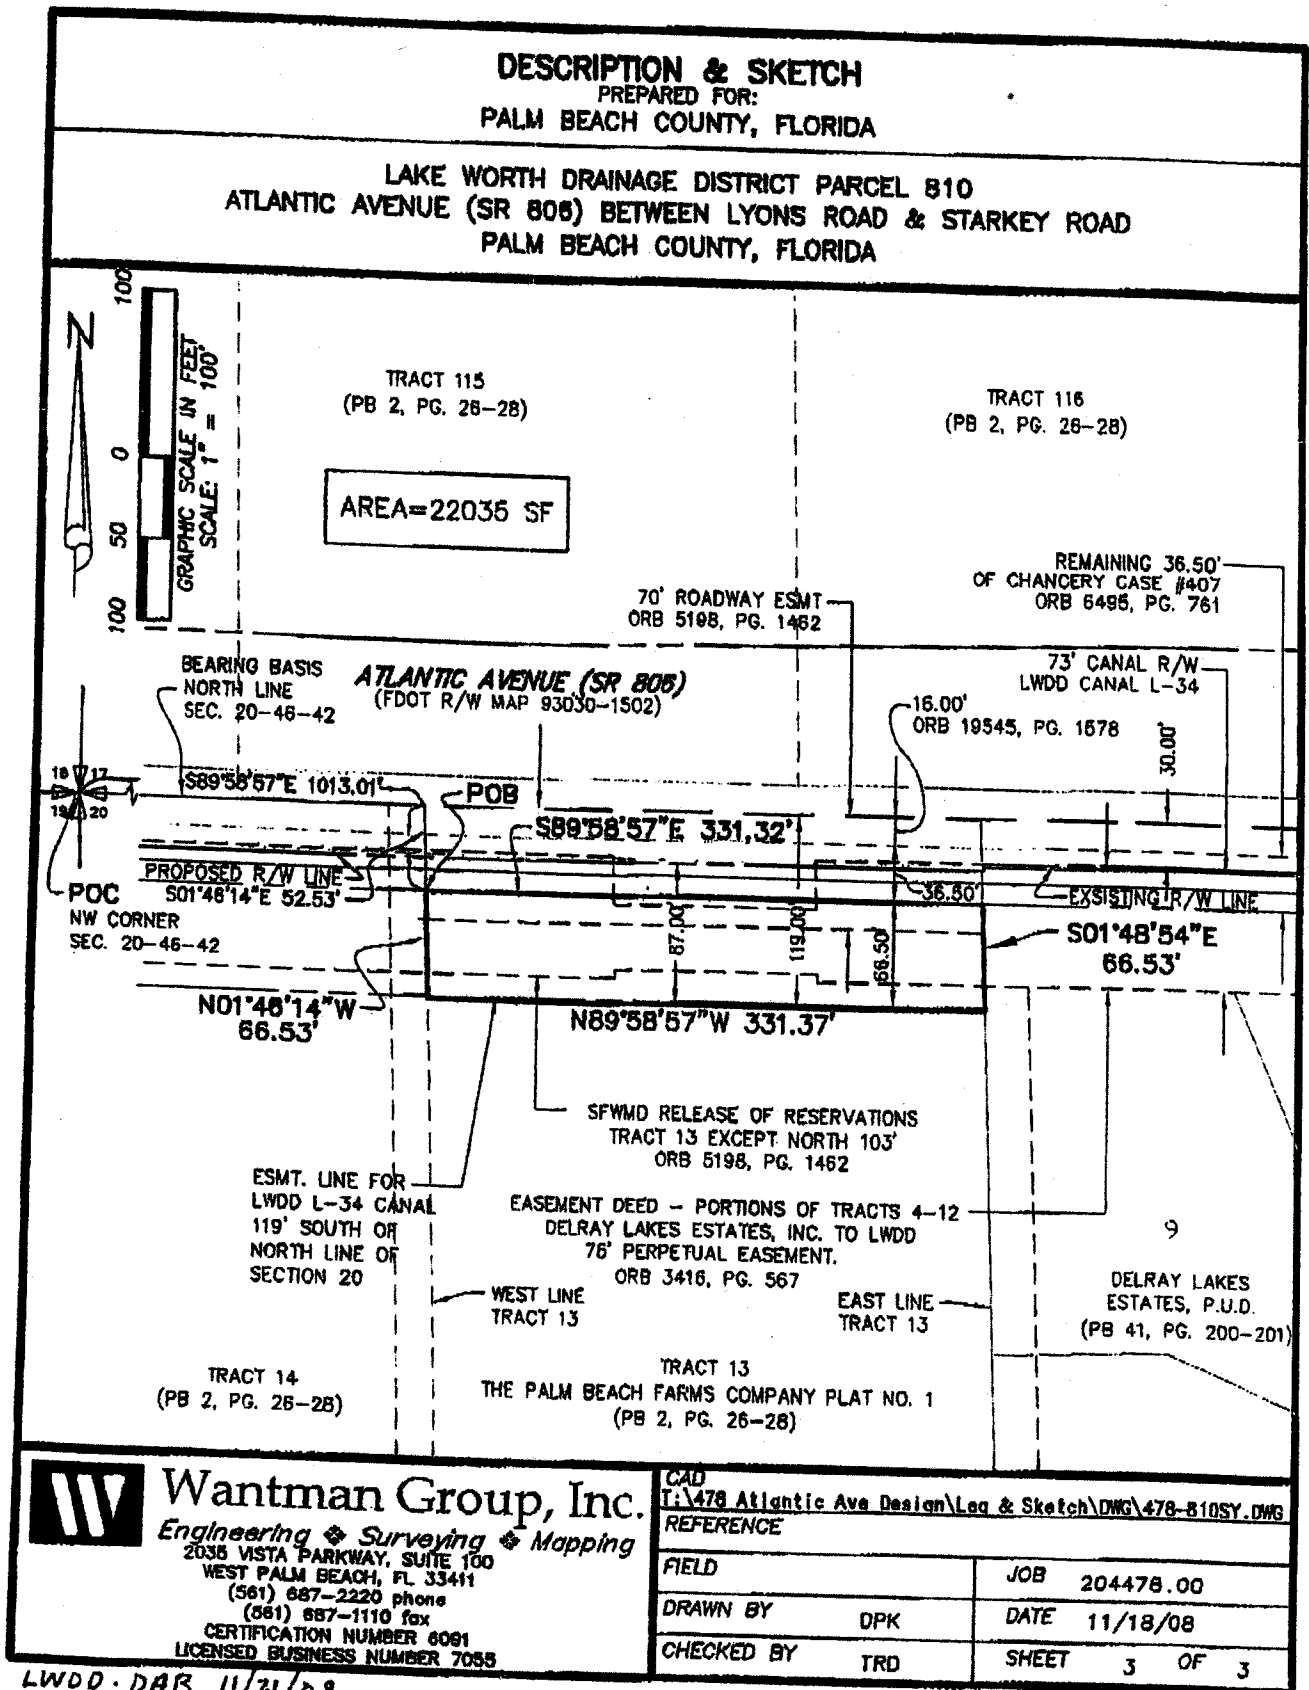 DESCRIPTION & SKETCH
PREPARED FOR:
PALM BEACH COUNTY, FLORIDA
LAKE WORTH DRAINAGE DISTRICT PARCEL 810
ATLANTIC AVENUE (SR 806) BETWEEN LYONS ROAD & STARKEY ROAD
PALM BEACH COUNTY, FLORIDA
N
100
0
50
100
GRAPHIC SCALE IN FEET
SCALE: 1" = 100'
TRACT 115
(PB 2, PG. 26-28)
TRACT 116
(PB 2, PG. 26-28)
AREA=22035 SF
REMAINING 36.50'
OF CHANCERY CASE #407
ORB 6495, PG. 761
70' ROADWAY ESMT
ORB 5198, PG. 1462
73' CANAL R/W
LWDD CANAL L-34
BEARING BASIS
NORTH LINE
SEC. 20-46-42
ATLANTIC AVENUE (SR 806)
(FDOT R/W MAP 93030-1502)
16.00'
ORB 19545, PG. 1578
30.00'
18 17
19 20
S89°58'57"E 1013.01'
POB
S89°58'57"E 331.32'
PROPOSED R/W LINE
S01°46'14"E 52.53'
POC
NW CORNER
SEC. 20-46-42
36.50'
EXSISTING R/W LINE
87.00'
119.00'
66.50'
S01°48'54"E
66.53'
N01°46'14"W
66.53'
N89°58'57"W 331.37'
SFWMD RELEASE OF RESERVATIONS
TRACT 13 EXCEPT NORTH 103'
ORB 5198, PG. 1462
ESMT. LINE FOR
LWDD L-34 CANAL
119' SOUTH OF
NORTH LINE OF
SECTION 20
EASEMENT DEED - PORTIONS OF TRACTS 4-12
DELRAY LAKES ESTATES, INC. TO LWDD
76' PERPETUAL EASEMENT.
ORB 3416, PG. 567
9
DELRAY LAKES
ESTATES, P.U.D.
(PB 41, PG. 200-201)
WEST LINE
TRACT 13
EAST LINE
TRACT 13
TRACT 14
(PB 2, PG. 26-28)
TRACT 13
THE PALM BEACH FARMS COMPANY PLAT NO. 1
(PB 2, PG. 26-28)
W
Wantman Group, Inc.
Engineering ❖ Surveying ❖ Mapping
2035 VISTA PARKWAY, SUITE 100
WEST PALM BEACH, FL 33411
(561) 687-2220 phone
(561) 687-1110 fax
CERTIFICATION NUMBER 6091
LICENSED BUSINESS NUMBER 7055
CAD
T:\478 Atlantic Ave Design\Leg & Sketch\DWG\478-810SY.DWG
REFERENCE
FIELD
JOB 204478.00
DRAWN BY DPK
DATE 11/18/08
CHECKED BY TRD
SHEET 3 OF 3
LWDD. DAB 11/21/08